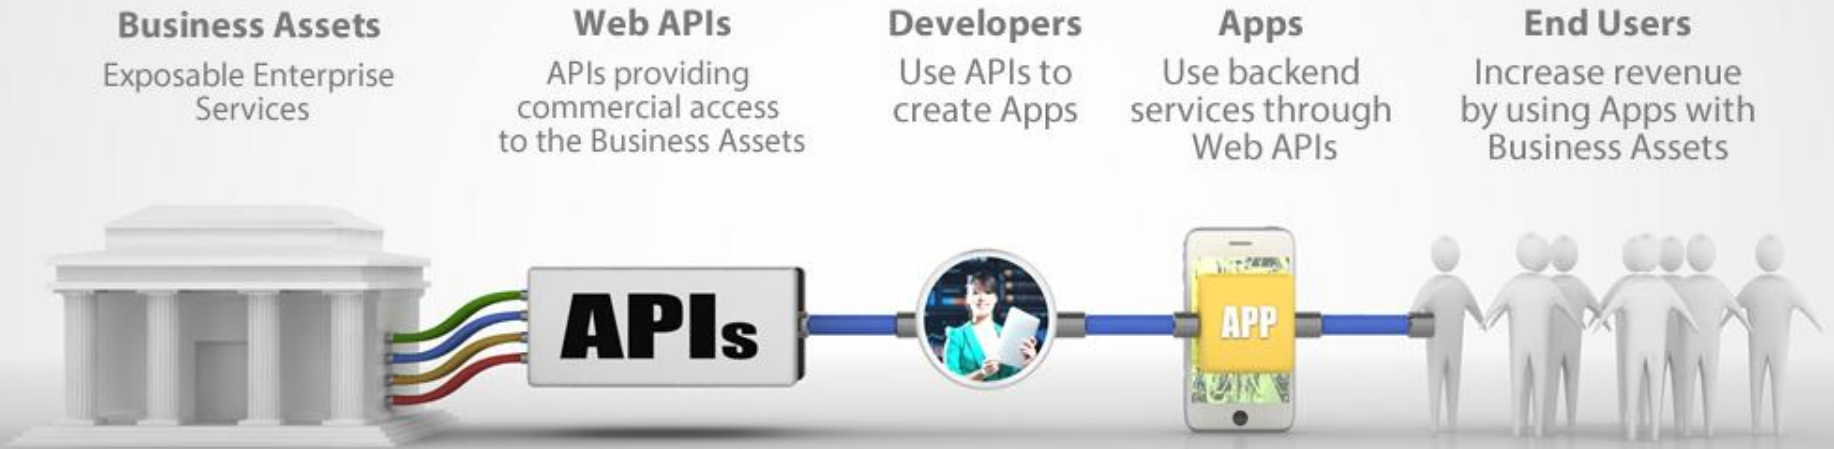 Business Assets
Exposable Enterprise
Services
Web APIs
APIs providing
commercial access
to the Business Assets
Developers
Use APIs to
create Apps
Apps
Use backend
services through
Web APIs
End Users
Increase revenue
by using Apps with
Business Assets
APIs
APP